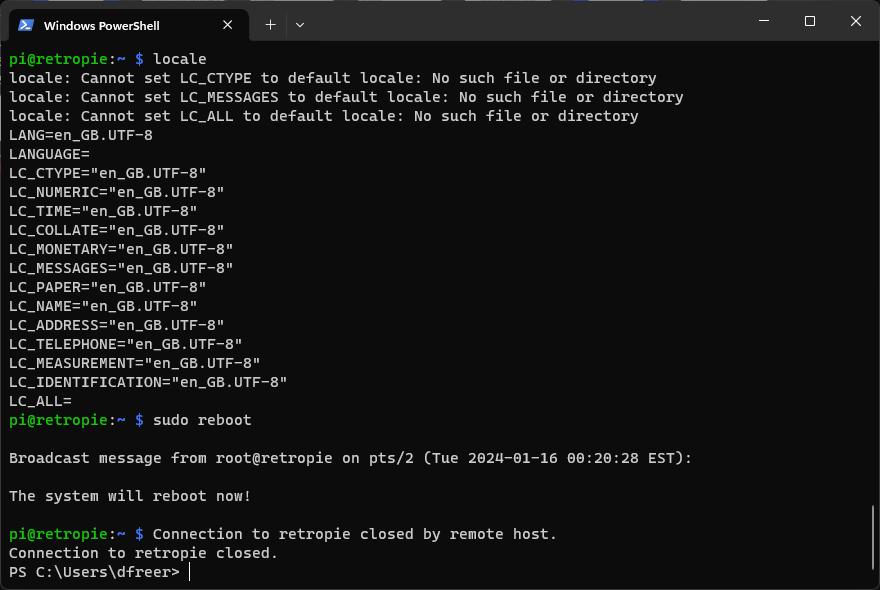 Windows PowerShell
pi@retropie:~ $ locale
locale: Cannot set LC_CTYPE to default locale: No such file or directory
locale: Cannot set LC_MESSAGES to default locale: No such file or directory
locale: Cannot set LC_ALL to default locale: No such file or directory
LANG=en_GB.UTF-8
LANGUAGE=
LC_CTYPE="en_GB.UTF-8"
LC_NUMERIC="en_GB.UTF-8"
LC_TIME="en_GB.UTF-8"
LC_COLLATE="en_GB.UTF-8"
LC_MONETARY="en_GB.UTF-8"
LC_MESSAGES="en_GB.UTF-8"
LC_PAPER="en_GB.UTF-8"
LC_NAME="en_GB.UTF-8"
LC_ADDRESS="en_GB.UTF-8"
LC_TELEPHONE="en_GB.UTF-8"
LC_MEASUREMENT="en_GB.UTF-8"
LC_IDENTIFICATION="en_GB.UTF-8"
LC_ALL=
pi@retropie:~ $ sudo reboot
Broadcast message from root@retropie on pts/2 (Tue 2024-01-16 00:20:28 EST):
The system will reboot now!
pi@retropie:~ $ Connection to retropie closed by remote host.
Connection to retropie closed.
PS C:\Users\dfreer>